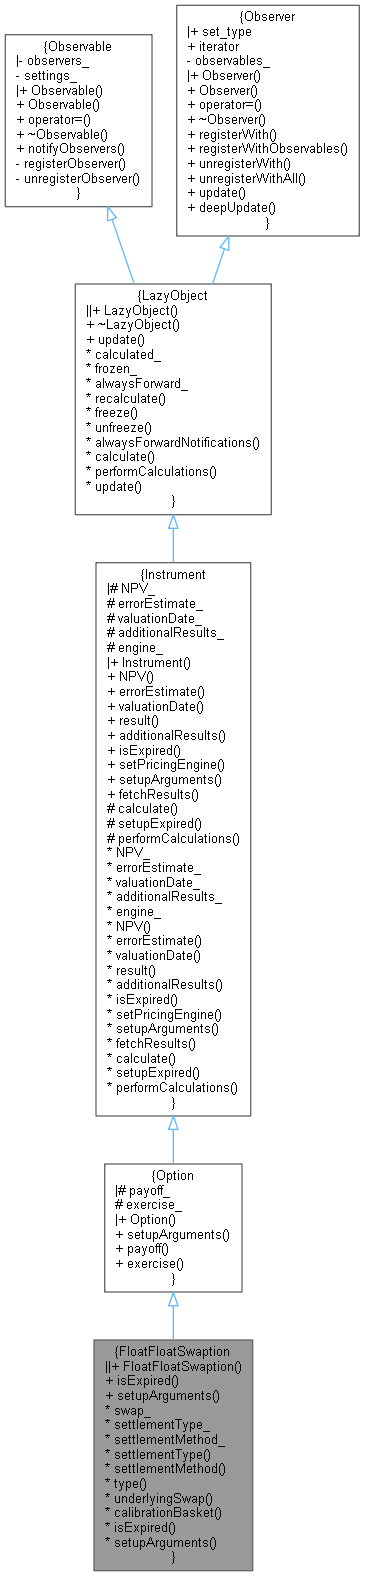 {Observable
|- observers_
- settings_
|+ Observable()
+ Observable()
+ operator=()
+ ~Observable()
+ notifyObservers()
- registerObserver()
- unregisterObserver()
}
{Observer
|+ set_type
+ iterator
- observables_
|+ Observer()
+ Observer()
+ operator=()
+ ~Observer()
+ registerWith()
+ registerWithObservables()
+ unregisterWith()
+ unregisterWithAll()
+ update()
+ deepUpdate()
}
{LazyObject
||+ LazyObject()
+ ~LazyObject()
+ update()
* calculated_
* frozen_
* alwaysForward_
* recalculate()
* freeze()
* unfreeze()
* alwaysForwardNotifications()
* calculate()
* performCalculations()
* update()
}
{Instrument
|# NPV_
# errorEstimate_
# valuationDate_
# additionalResults_
# engine_
|+ Instrument()
+ NPV()
+ errorEstimate()
+ valuationDate()
+ result()
+ additionalResults()
+ isExpired()
+ setPricingEngine()
+ setupArguments()
+ fetchResults()
# calculate()
# setupExpired()
# performCalculations()
* NPV_
* errorEstimate_
* valuationDate_
* additionalResults_
* engine_
* NPV()
* errorEstimate()
* valuationDate()
* result()
* additionalResults()
* isExpired()
* setPricingEngine()
* setupArguments()
* fetchResults()
* calculate()
* setupExpired()
* performCalculations()
}
{Option
|# payoff_
# exercise_
|+ Option()
+ setupArguments()
+ payoff()
+ exercise()
}
{FloatFloatSwaption
||+ FloatFloatSwaption()
+ isExpired()
+ setupArguments()
* swap_
* settlementType_
* settlementMethod_
* settlementType()
* settlementMethod()
* type()
* underlyingSwap()
* calibrationBasket()
* isExpired()
* setupArguments()
}